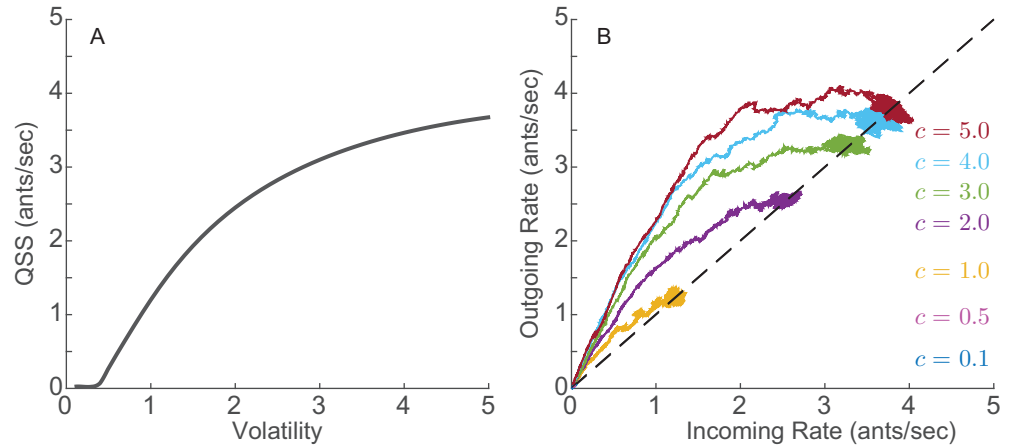 A
QSS (ants/sec)
5
4
3
2
1
0
0 1 2 3 4 5
Volatility
B
Outgoing Rate (ants/sec)
5
4
3
2
1
0
c = 5.0
c = 4.0
c = 3.0
c = 2.0
c = 1.0
c = 0.5
c = 0.1
0 1 2 3 4 5
Incoming Rate (ants/sec)